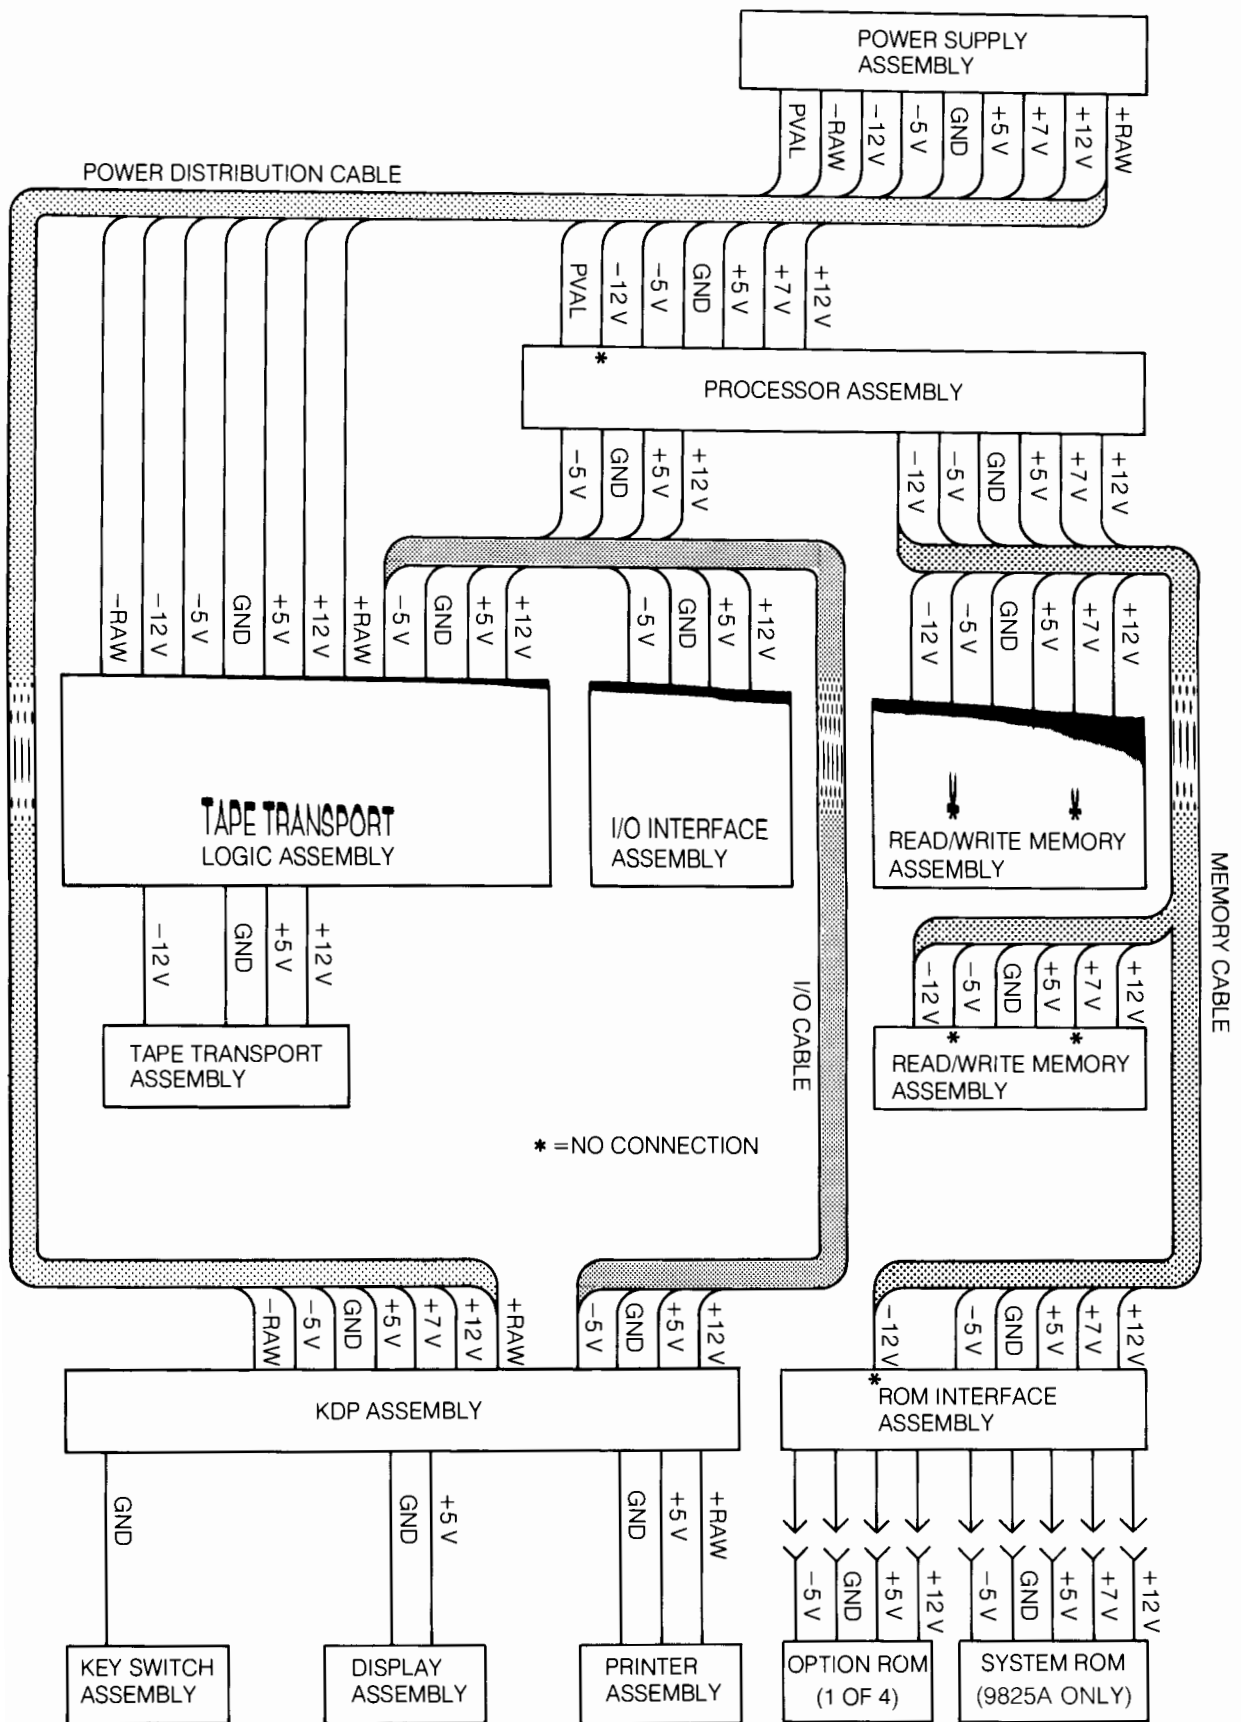 POWER SUPPLY
ASSEMBLY
PVAL
−RAW
−12 V
−5 V
GND
+5 V
+7 V
+12 V
+RAW
POWER DISTRIBUTION CABLE
PVAL
−12 V
−5 V
GND
+5 V
+7 V
+12 V
*
PROCESSOR ASSEMBLY
−5 V
GND
+5 V
+12 V
−12 V
−5 V
GND
+5 V
+7 V
+12 V
−RAW
−12 V
−5 V
GND
+5 V
+12 V
+RAW
−5 V
GND
+5 V
+12 V
−5 V
GND
+5 V
+12 V
−12 V
−5 V
GND
+5 V
+7 V
+12 V
TAPE TRANSPORT
LOGIC ASSEMBLY
I/O INTERFACE
ASSEMBLY
* *
READ/WRITE MEMORY
ASSEMBLY
MEMORY CABLE
−12 V
GND
+5 V
+12 V
I/O CABLE
−12 V
−5 V
GND
+5 V
+7 V
+12 V
TAPE TRANSPORT
ASSEMBLY
* *
READ/WRITE MEMORY
ASSEMBLY
* =NO CONNECTION
−RAW
−5 V
GND
+5 V
+7 V
+12 V
+RAW
−5 V
GND
+5 V
+12 V
−12 V
−5 V
GND
+5 V
+7 V
+12 V
KDP ASSEMBLY
*
ROM INTERFACE
ASSEMBLY
GND
GND
+5 V
GND
+5 V
+RAW
−5 V
GND
+5 V
+12 V
−5 V
GND
+5 V
+7 V
+12 V
KEY SWITCH
ASSEMBLY
DISPLAY
ASSEMBLY
PRINTER
ASSEMBLY
OPTION ROM
(1 OF 4)
SYSTEM ROM
(9825A ONLY)